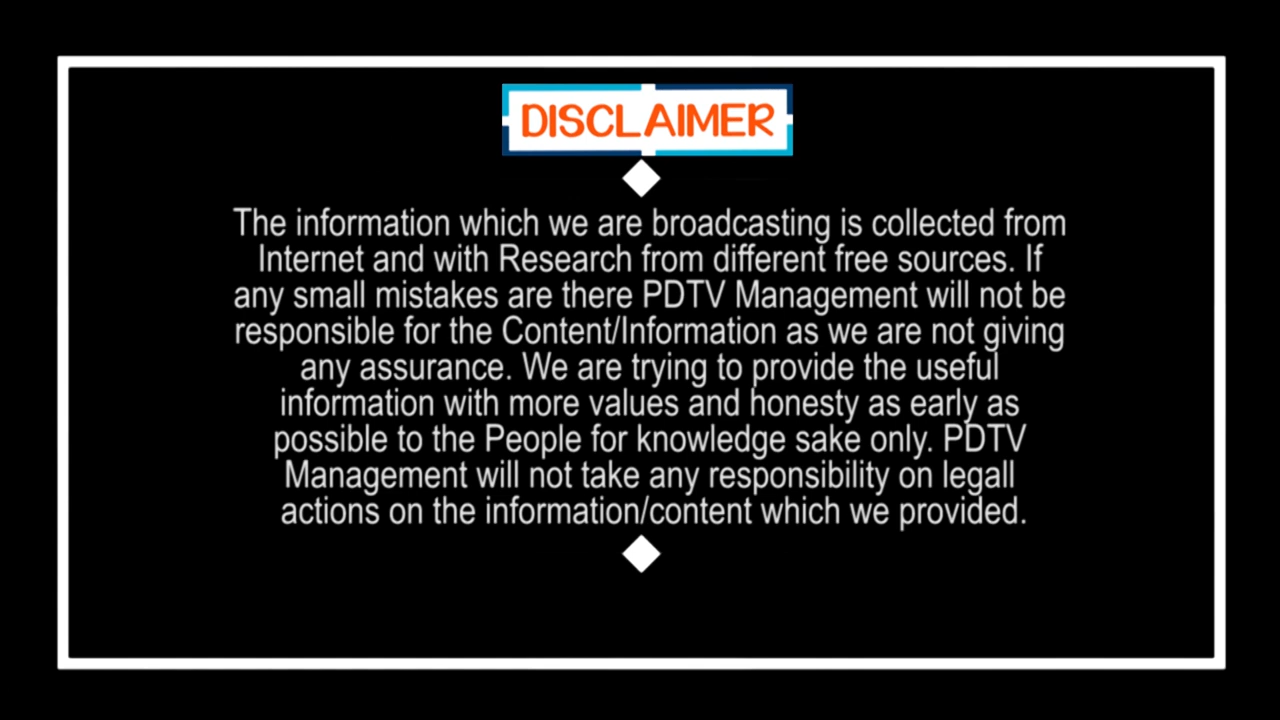 DISCLAIMER
The information which we are broadcasting is collected from
Internet and with Research from different free sources. If
any small mistakes are there PDTV Management will not be
responsible for the Content/Information as we are not giving
any assurance. We are trying to provide the useful
information with more values and honesty as early as
possible to the People for knowledge sake only. PDTV
Management will not take any responsibility on legall
actions on the information/content which we provided.